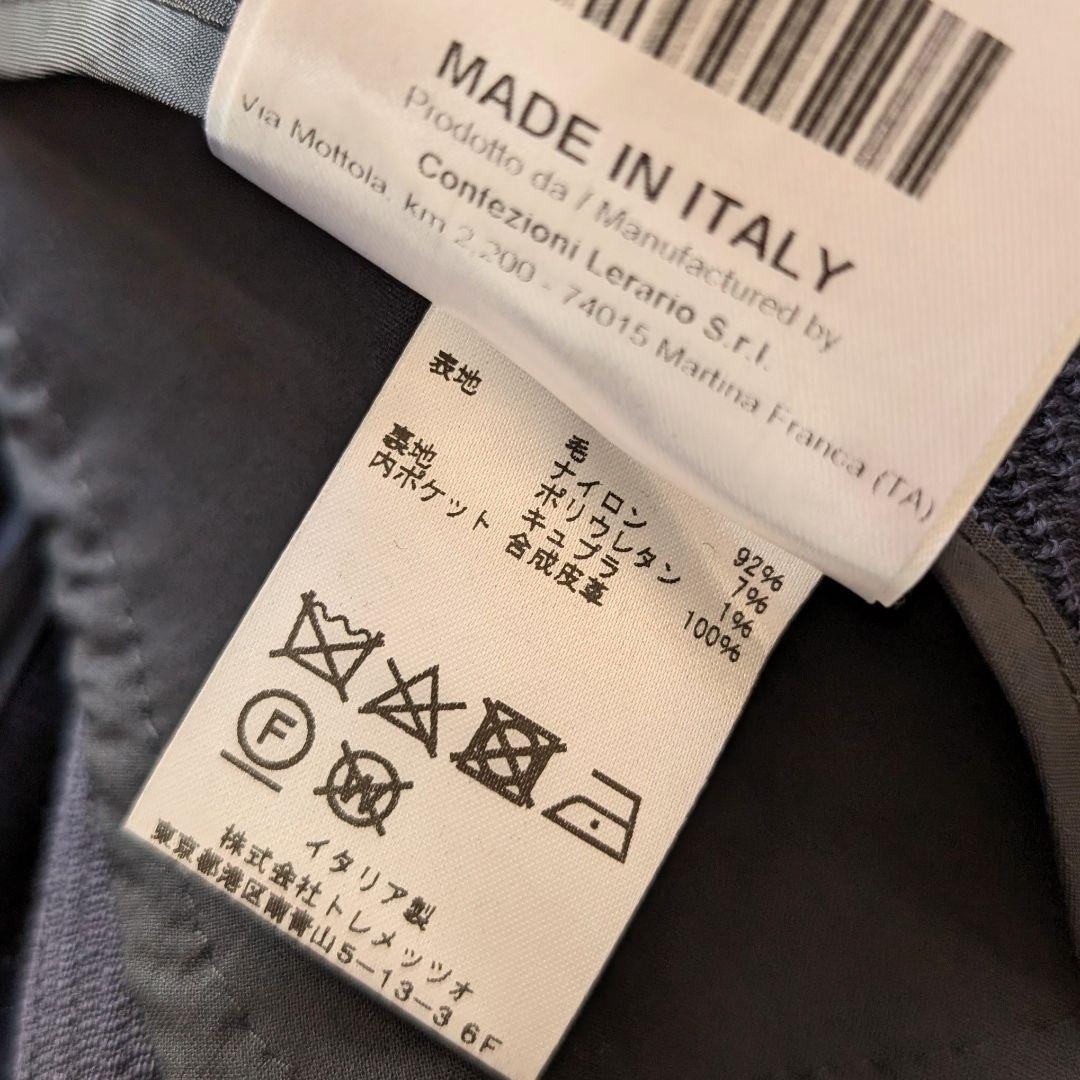 MADE IN ITALY
Prodotto da / Manufactured by
Confezioni Lerario S.r.l.
Via Mottola, km 2,200 - 74015 Martina Franca (TA)
表地
毛 92%
ナイロン 7%
ポリウレタン 1%
裏地 キュプラ 100%
内ポケット 合成皮革
F
W
イタリア製
株式会社トレメッツォ
東京都港区南青山5-13-3 6F